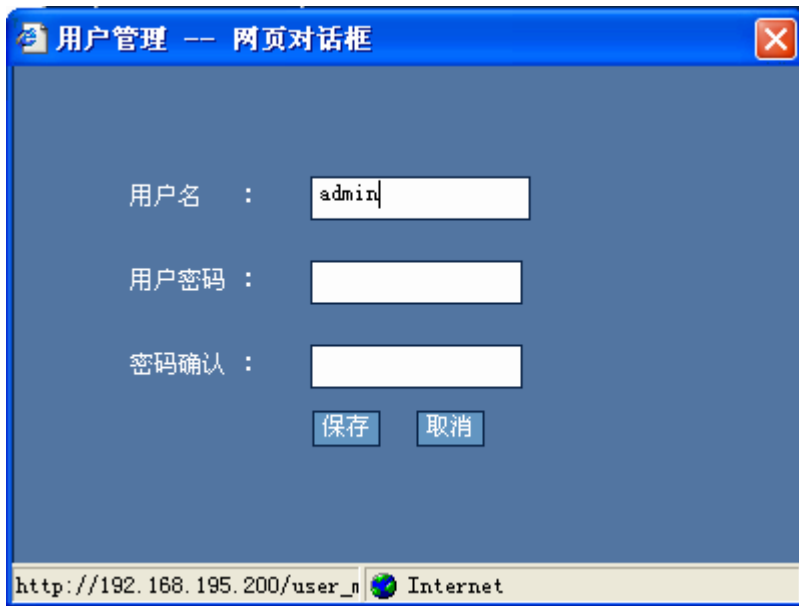 用户管理 -- 网页对话框
用户名 : admin
用户密码 :
密码确认 :
保存 取消
http://192.168.195.200/user_ Internet